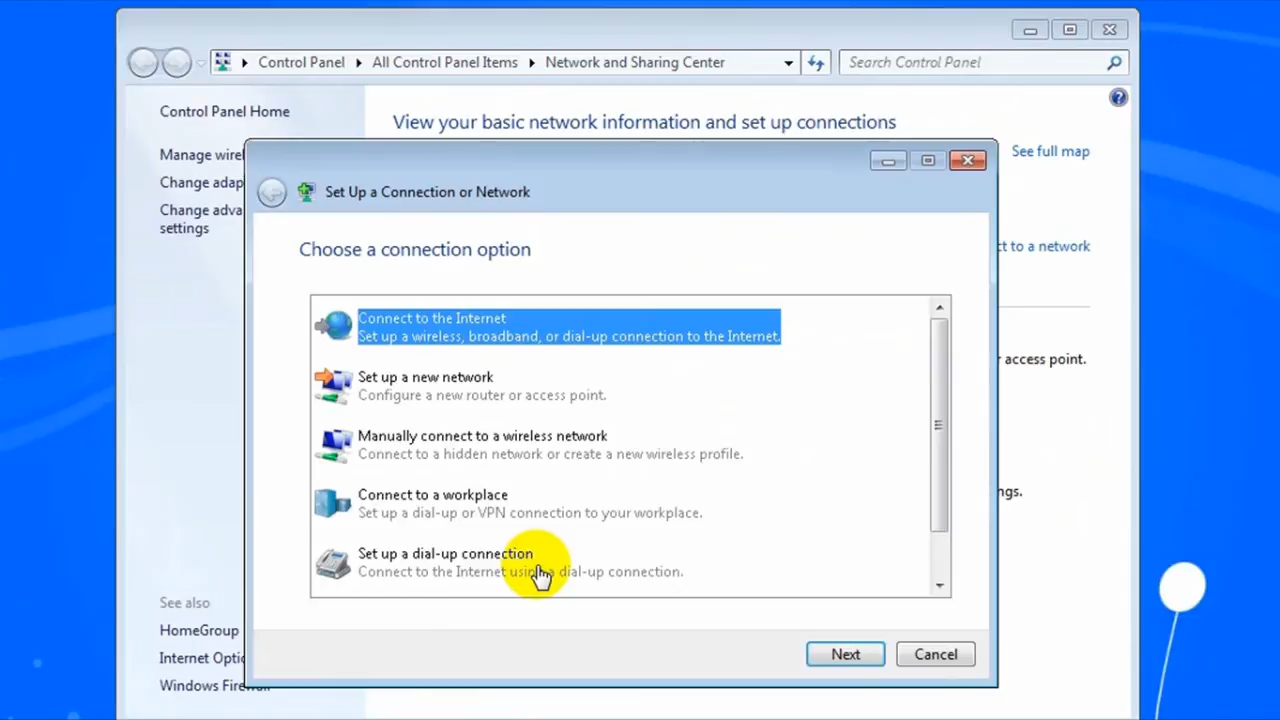 Control Panel
All Control Panel Items
Network and Sharing Center
Search Control Panel
Control Panel Home
View your basic network information and set up connections
Manage wirel
See full map
Change adap
Set Up a Connection or Network
Change adva
settings
Choose a connection option
ct to a network
Connect to the Internet
Set up a wireless, broadband, or dial-up connection to the Internet.
access point.
Set up a new network
Configure a new router or access point.
Manually connect to a wireless network
Connect to a hidden network or create a new wireless profile.
Connect to a workplace
ngs.
Set up a dial-up or VPN connection to your workplace.
Set up a dial-up connection
Connect to the Internet using a dial-up connection.
See also
HomeGroup
Internet Optio
Next
Cancel
Windows Firewall